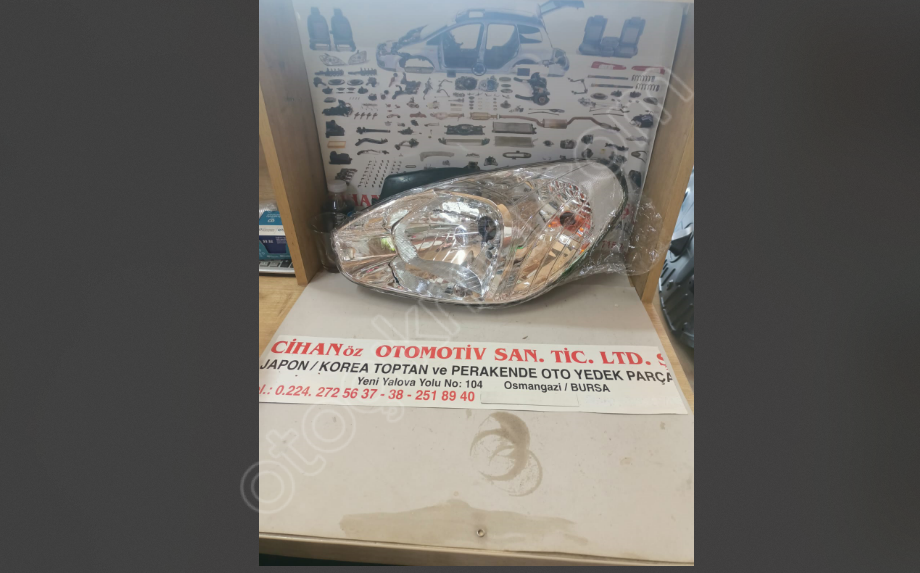 CİHANöz OTOMOTİV SAN. TİC. LTD. Ş
JAPON / KOREA TOPTAN ve PERAKENDE OTO YEDEK PARÇA
Yeni Yalova Yolu No: 104 Osmangazi / BURSA
el.: 0.224. 272 56 37 - 38 - 251 89 40